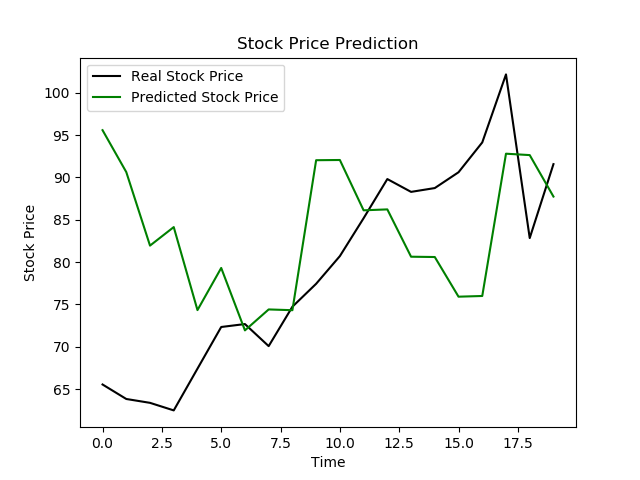 Stock Price Prediction
Real Stock Price
Predicted Stock Price
Stock Price
100
95
90
85
80
75
70
65
0.0 2.5 5.0 7.5 10.0 12.5 15.0 17.5
Time